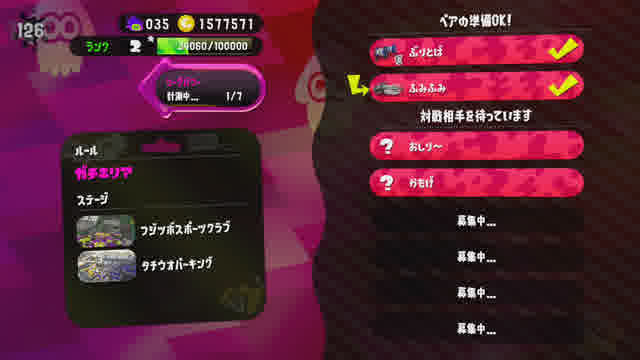 126
035
1577571
ランク
2
*
29060/100000
計測中...
1/7
ルール
ガチホコリア
ステージ
フジツボスポーツクラブ
タチウオパーキング
ペアの準備OK!
ぷりとぱ
ふみふみ
対戦相手を待っています
?
おしり〜
?
おもげ
募集中...
募集中...
募集中...
募集中...